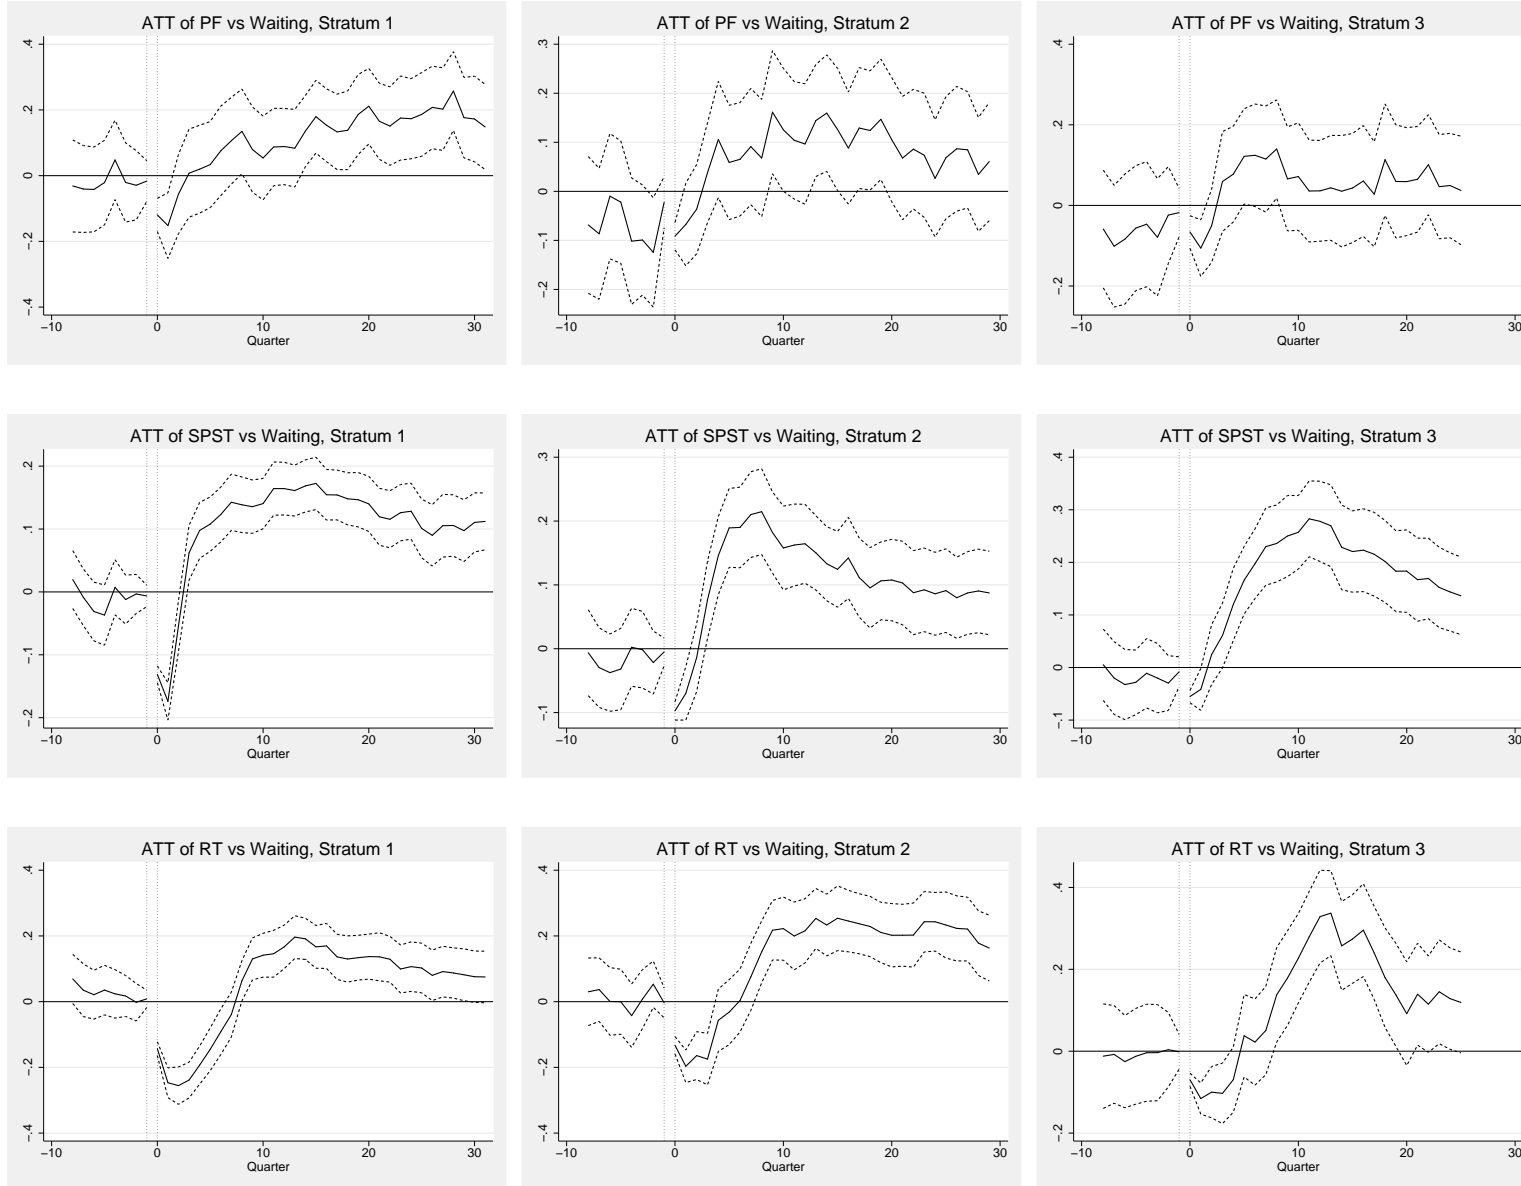 ATT of PF vs Waiting, Stratum 1
.4
.2
0
−.2
−.4
−10 0 10 20 30
Quarter
ATT of PF vs Waiting, Stratum 2
.3
.2
.1
0
−.1
−.2
−10 0 10 20 30
Quarter
ATT of PF vs Waiting, Stratum 3
.4
.2
0
−.2
−10 0 10 20 30
Quarter
ATT of SPST vs Waiting, Stratum 1
.2
.1
0
−.1
−.2
−10 0 10 20 30
Quarter
ATT of SPST vs Waiting, Stratum 2
.3
.2
.1
0
−.1
−10 0 10 20 30
Quarter
ATT of SPST vs Waiting, Stratum 3
.4
.3
.2
.1
0
−.1
−10 0 10 20 30
Quarter
ATT of RT vs Waiting, Stratum 1
.4
.2
0
−.2
−.4
−10 0 10 20 30
Quarter
ATT of RT vs Waiting, Stratum 2
.4
.2
0
−.2
−.4
−10 0 10 20 30
Quarter
ATT of RT vs Waiting, Stratum 3
.4
.2
0
−.2
−10 0 10 20 30
Quarter